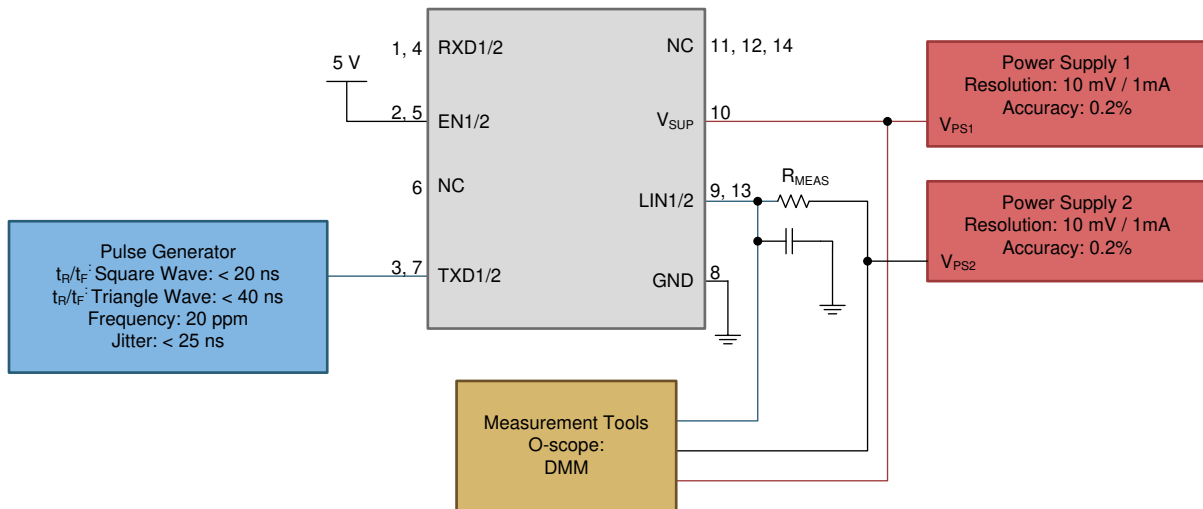 5 V
1, 4
RXD1/2
2, 5
EN1/2
6
NC
3, 7
TXD1/2
NC
11, 12, 14
VSUP
10
LIN1/2
9, 13
GND
8
RMEAS
Power Supply 1
Resolution: 10 mV / 1mA
Accuracy: 0.2%
VPS1
Power Supply 2
Resolution: 10 mV / 1mA
Accuracy: 0.2%
VPS2
Pulse Generator
tR/tF: Square Wave: < 20 ns
tR/tF: Triangle Wave: < 40 ns
Frequency: 20 ppm
Jitter: < 25 ns
Measurement Tools
O-scope:
DMM